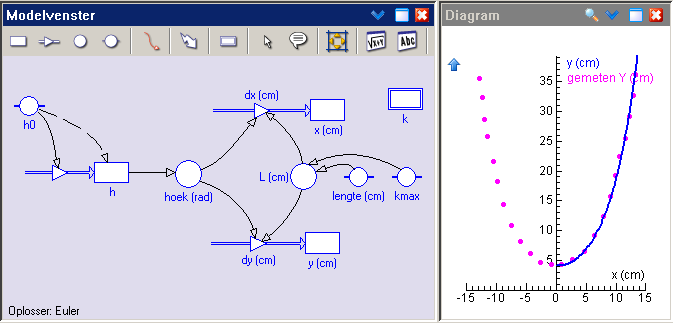 Modelvenster
√x+y
Abc
h0
h
hoek (rad)
dx (cm)
x (cm)
k
L (cm)
lengte (cm)
kmax
dy (cm)
y (cm)
Oplosser: Euler
Diagram
y (cm)
gemeten Y (cm)
35
30
25
20
15
10
5
x (cm)
-15 -10 -5 0 5 10 15